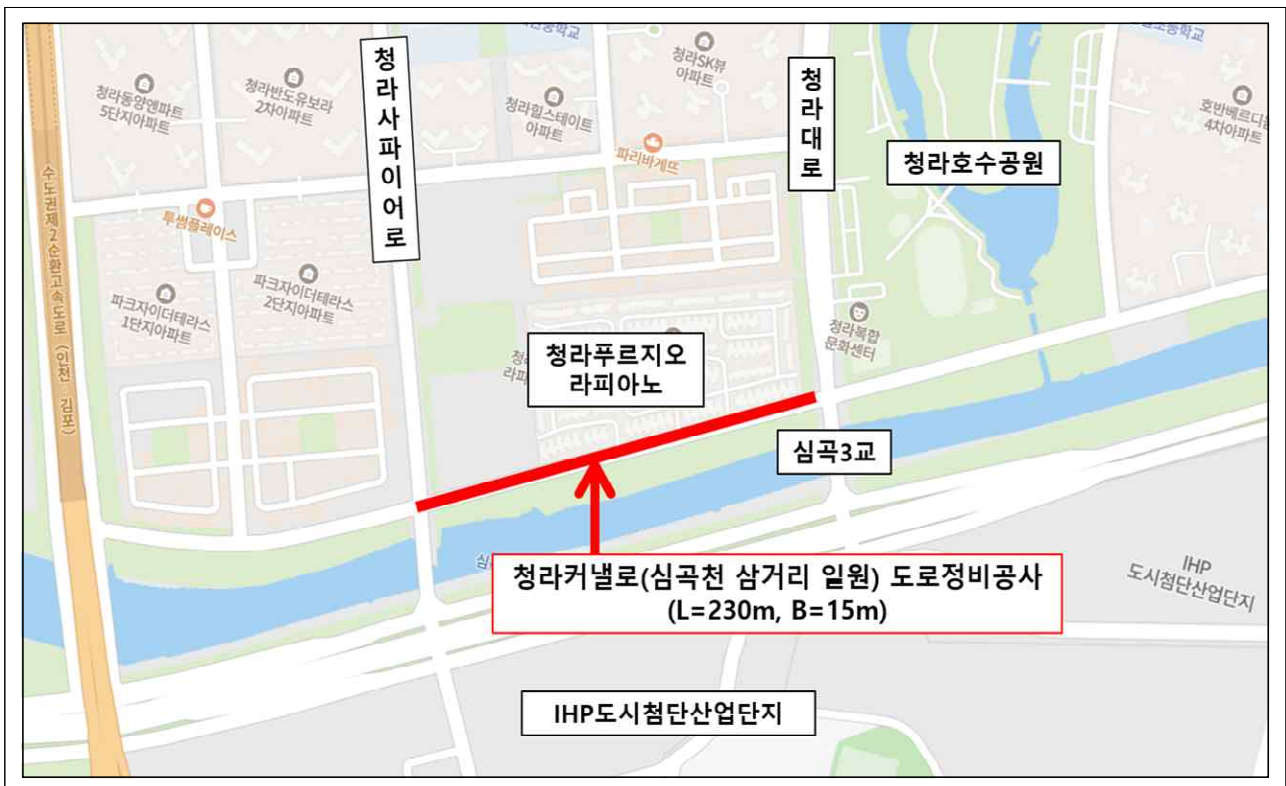 초등학교
청라사파이어로
청라대로
청라SK뷰
아파트
청라동양엔파트
5단지아파트
청라반도유보라
2차아파트
청라힐스테이트
아파트
호반베르디움
4차아파트
파리바게뜨
청라호수공원
투썸플레이스
수도권제2순환고속도로 (인천 김포)
파크자이더테라스
1단지아파트
파크자이더테라스
2단지아파트
청라복합
문화센터
청라푸르지오
라피아노
심곡3교
청라커낼로(심곡천 삼거리 일원) 도로정비공사
(L=230m, B=15m)
IHP
도시첨단산업단지
IHP도시첨단산업단지